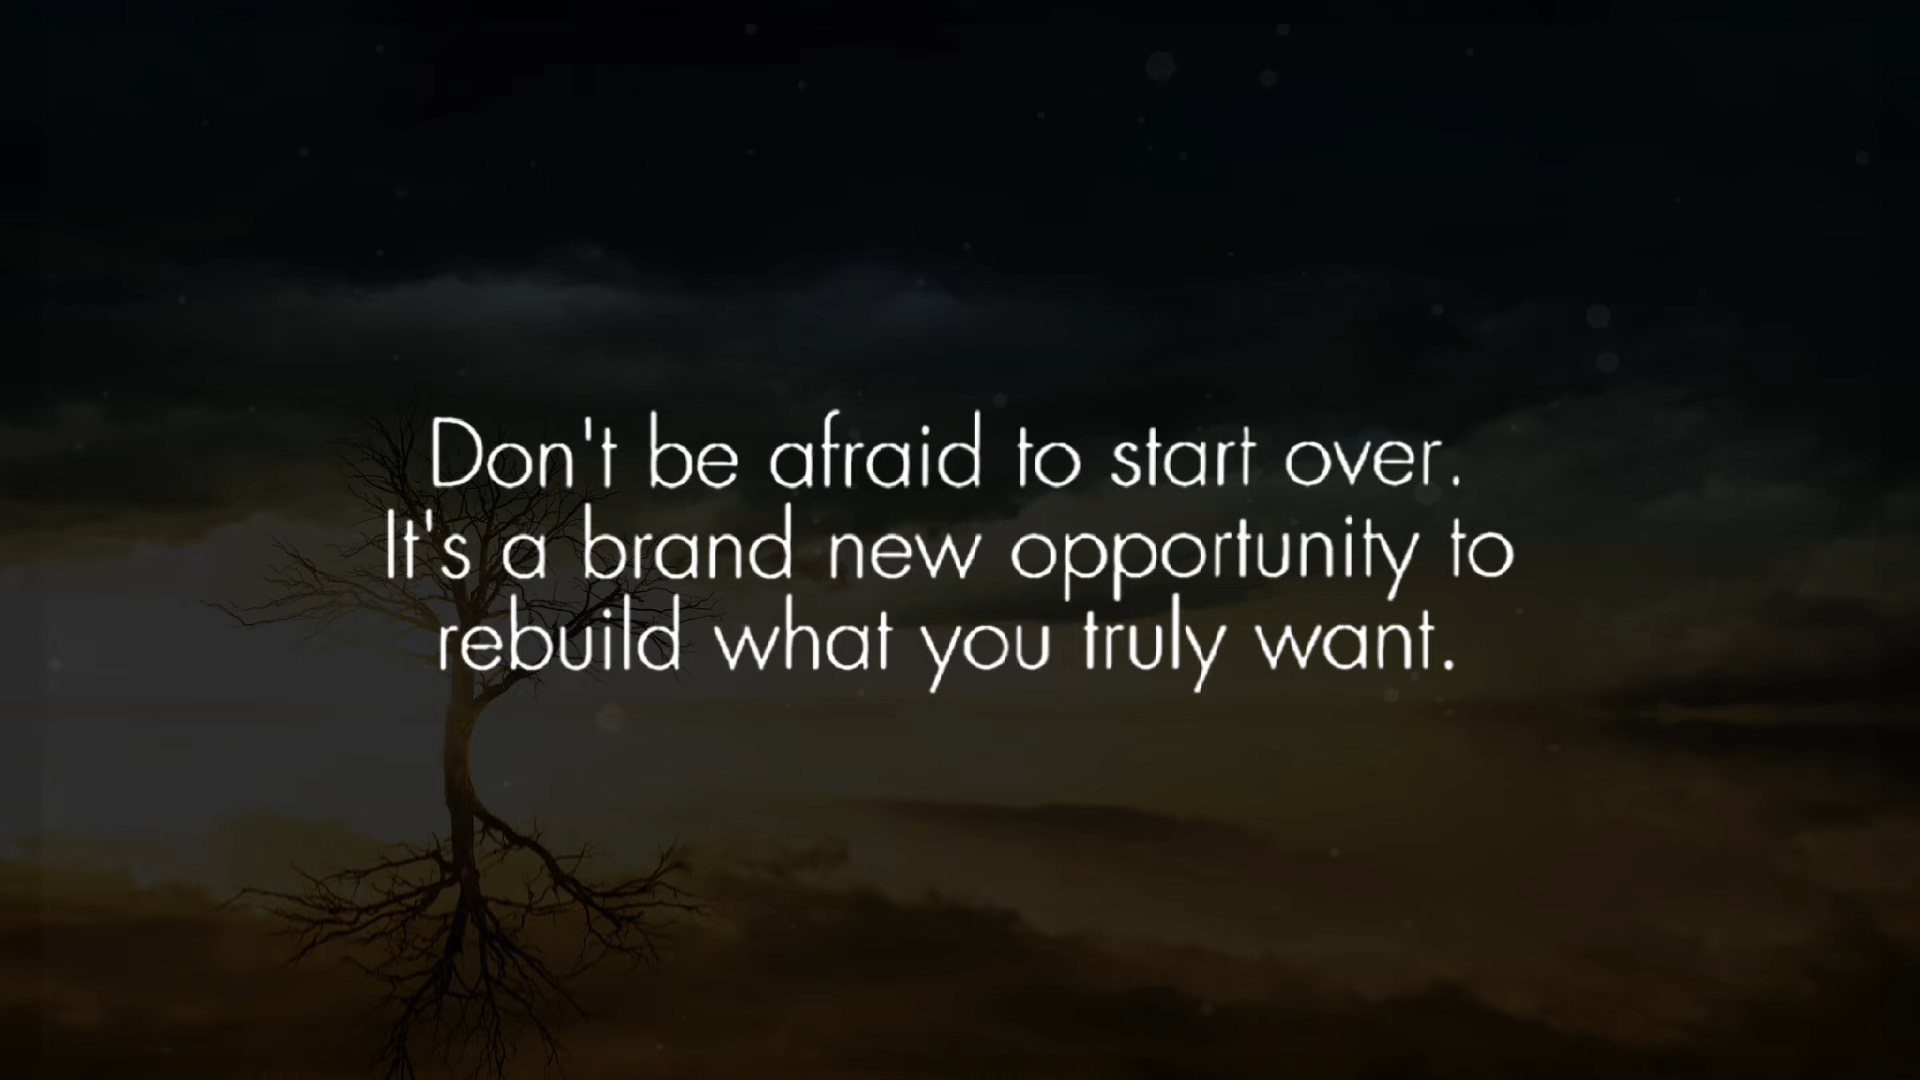 Don't be afraid to start over.
It's a brand new opportunity to
rebuild what you truly want.